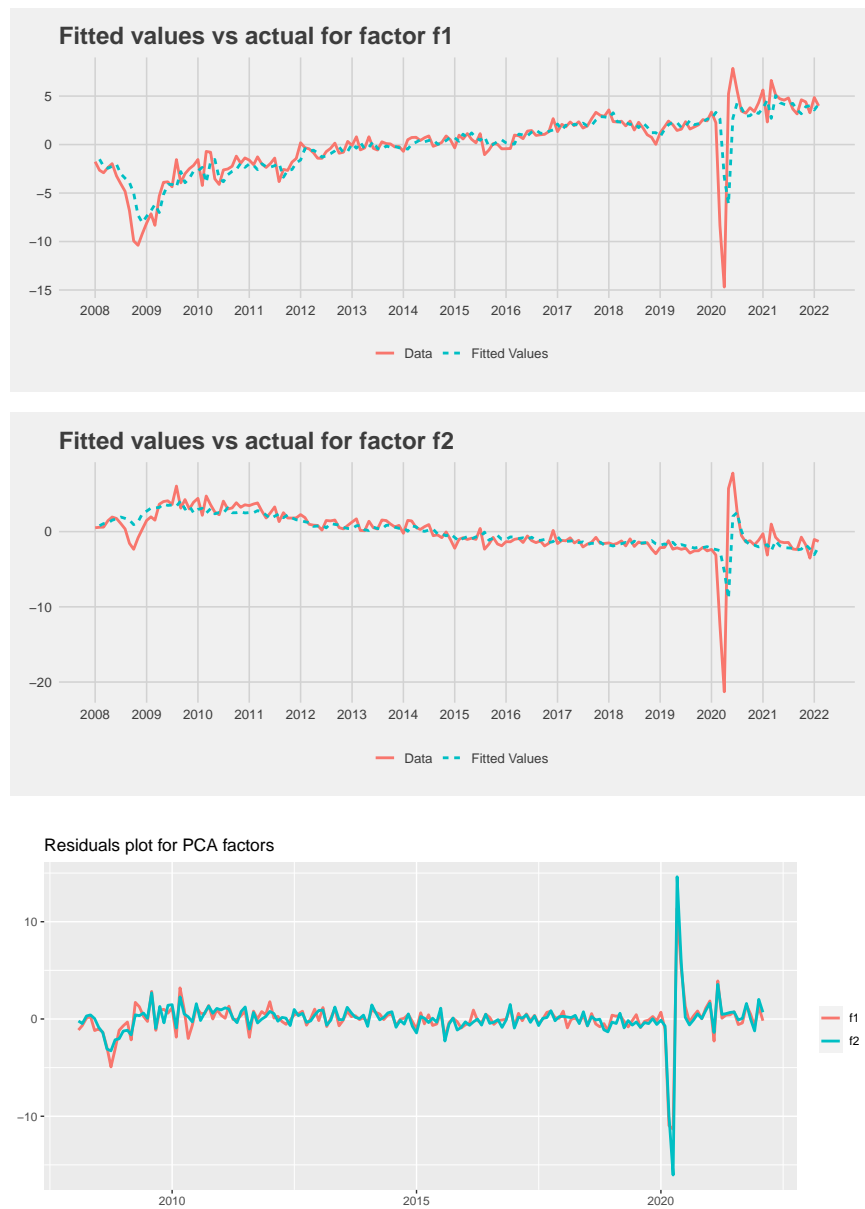 Fitted values vs actual for factor f1
5
0
−5
−10
−15
2008 2009 2010 2011 2012 2013 2014 2015 2016 2017 2018 2019 2020 2021 2022
Data Fitted Values
Fitted values vs actual for factor f2
0
−10
−20
2008 2009 2010 2011 2012 2013 2014 2015 2016 2017 2018 2019 2020 2021 2022
Data Fitted Values
Residuals plot for PCA factors
10
0
−10
2010 2015 2020
f1
f2